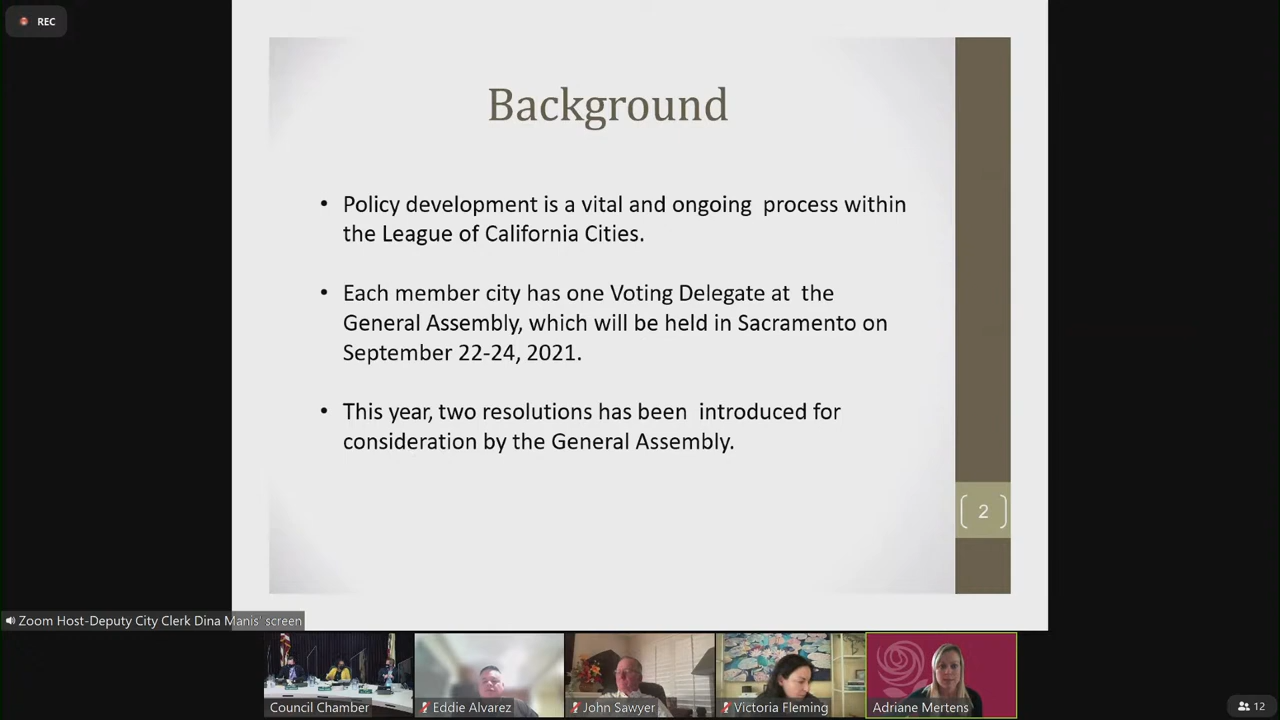 REC
Background
• Policy development is a vital and ongoing process within
the League of California Cities.
• Each member city has one Voting Delegate at the
General Assembly, which will be held in Sacramento on
September 22-24, 2021.
• This year, two resolutions has been introduced for
consideration by the General Assembly.
2
Zoom Host-Deputy City Clerk Dina Manis' screen
Council Chamber
Eddie Alvarez
John Sawyer
Victoria Fleming
Adriane Mertens
12